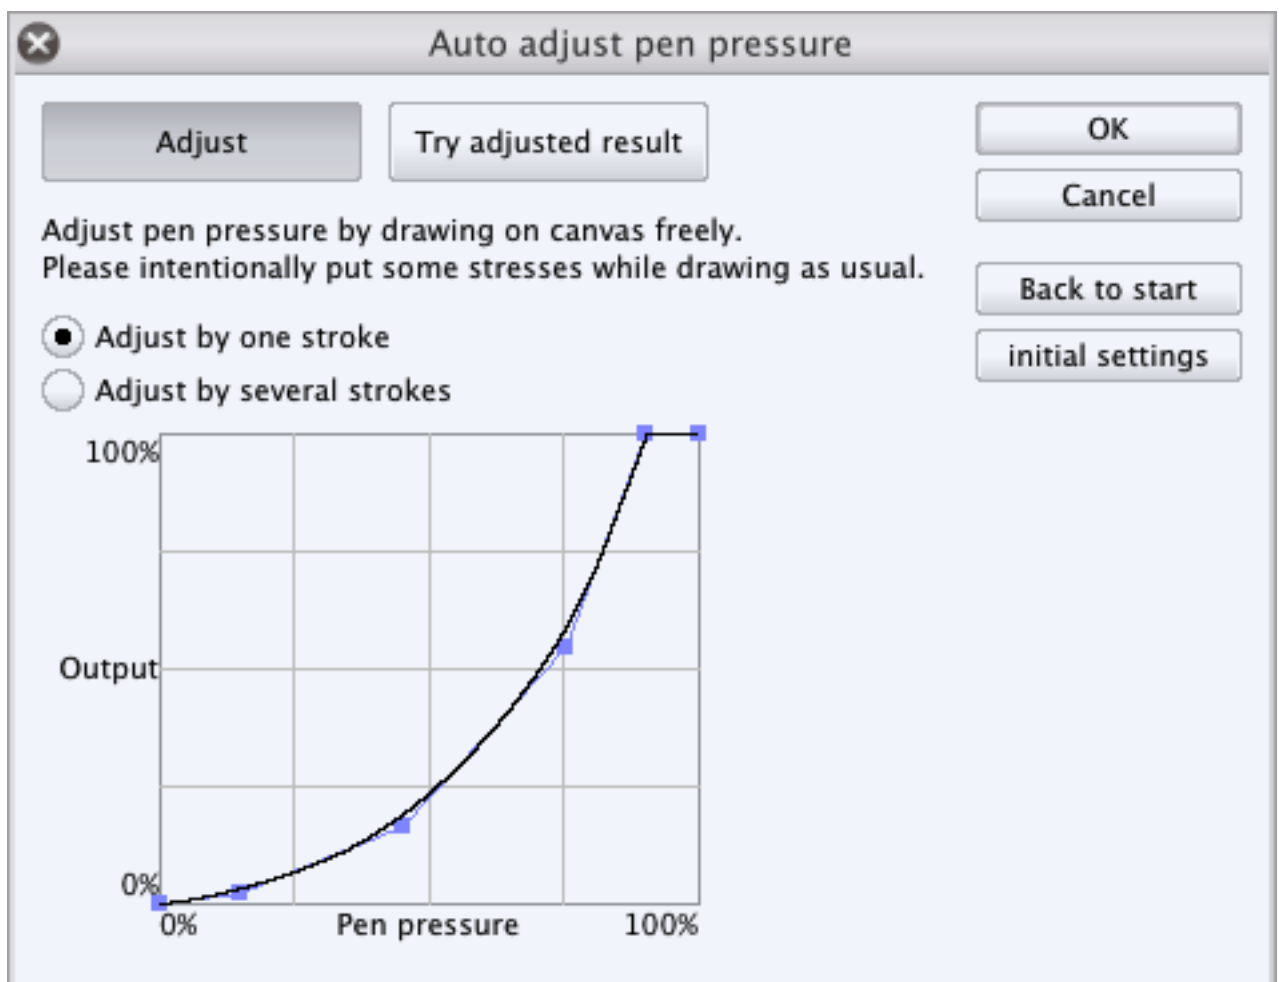 Auto adjust pen pressure
Adjust
Try adjusted result
OK
Cancel
Adjust pen pressure by drawing on canvas freely.
Please intentionally put some stresses while drawing as usual.
Back to start
initial settings
Adjust by one stroke
Adjust by several strokes
100%
Output
0%
0%
Pen pressure
100%